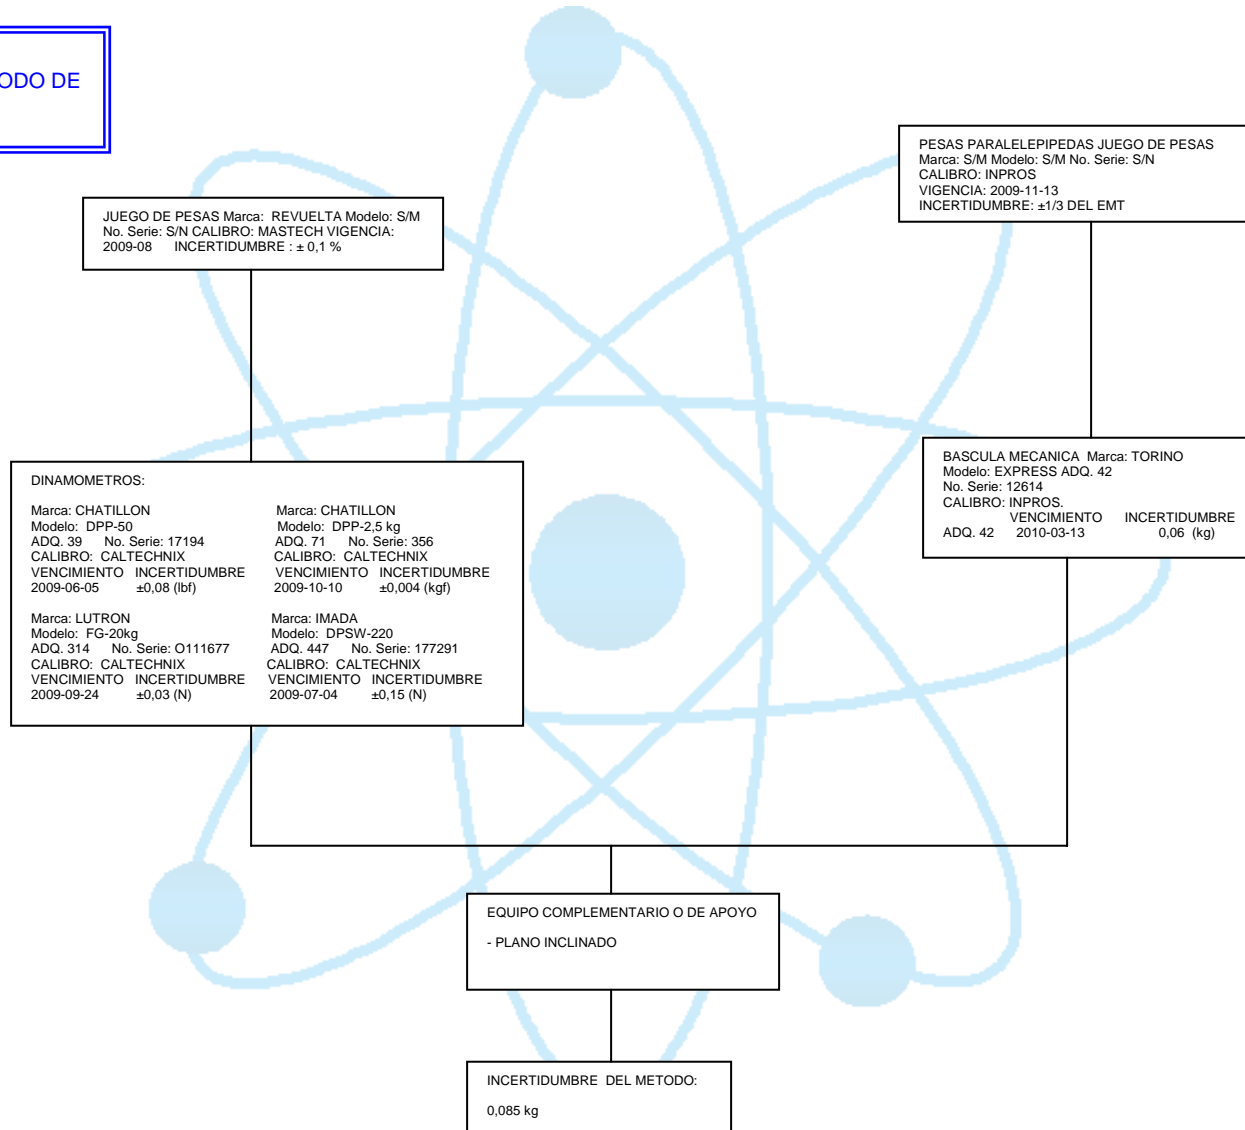 ODO DE
PESAS PARALELEPIPEDAS JUEGO DE PESAS
Marca: S/M Modelo: S/M No. Serie: S/N
CALIBRO: INPROS
VIGENCIA: 2009-11-13
INCERTIDUMBRE: ±1/3 DEL EMT
JUEGO DE PESAS Marca: REVUELTA Modelo: S/M
No. Serie: S/N CALIBRO: MASTECH VIGENCIA:
2009-08 INCERTIDUMBRE : ± 0,1 %
BASCULA MECANICA Marca: TORINO
Modelo: EXPRESS ADQ. 42
No. Serie: 12614
CALIBRO: INPROS.
VENCIMIENTO INCERTIDUMBRE
ADQ. 42 2010-03-13 0,06 (kg)
DINAMOMETROS:
Marca: CHATILLON Marca: CHATILLON
Modelo: DPP-50 Modelo: DPP-2,5 kg
ADQ. 39 No. Serie: 17194 ADQ. 71 No. Serie: 356
CALIBRO: CALTECHNIX CALIBRO: CALTECHNIX
VENCIMIENTO INCERTIDUMBRE VENCIMIENTO INCERTIDUMBRE
2009-06-05 ±0,08 (lbf) 2009-10-10 ±0,004 (kgf)
Marca: LUTRON Marca: IMADA
Modelo: FG-20kg Modelo: DPSW-220
ADQ. 314 No. Serie: O111677 ADQ. 447 No. Serie: 177291
CALIBRO: CALTECHNIX CALIBRO: CALTECHNIX
VENCIMIENTO INCERTIDUMBRE VENCIMIENTO INCERTIDUMBRE
2009-09-24 ±0,03 (N) 2009-07-04 ±0,15 (N)
EQUIPO COMPLEMENTARIO O DE APOYO
- PLANO INCLINADO
INCERTIDUMBRE DEL METODO:
0,085 kg